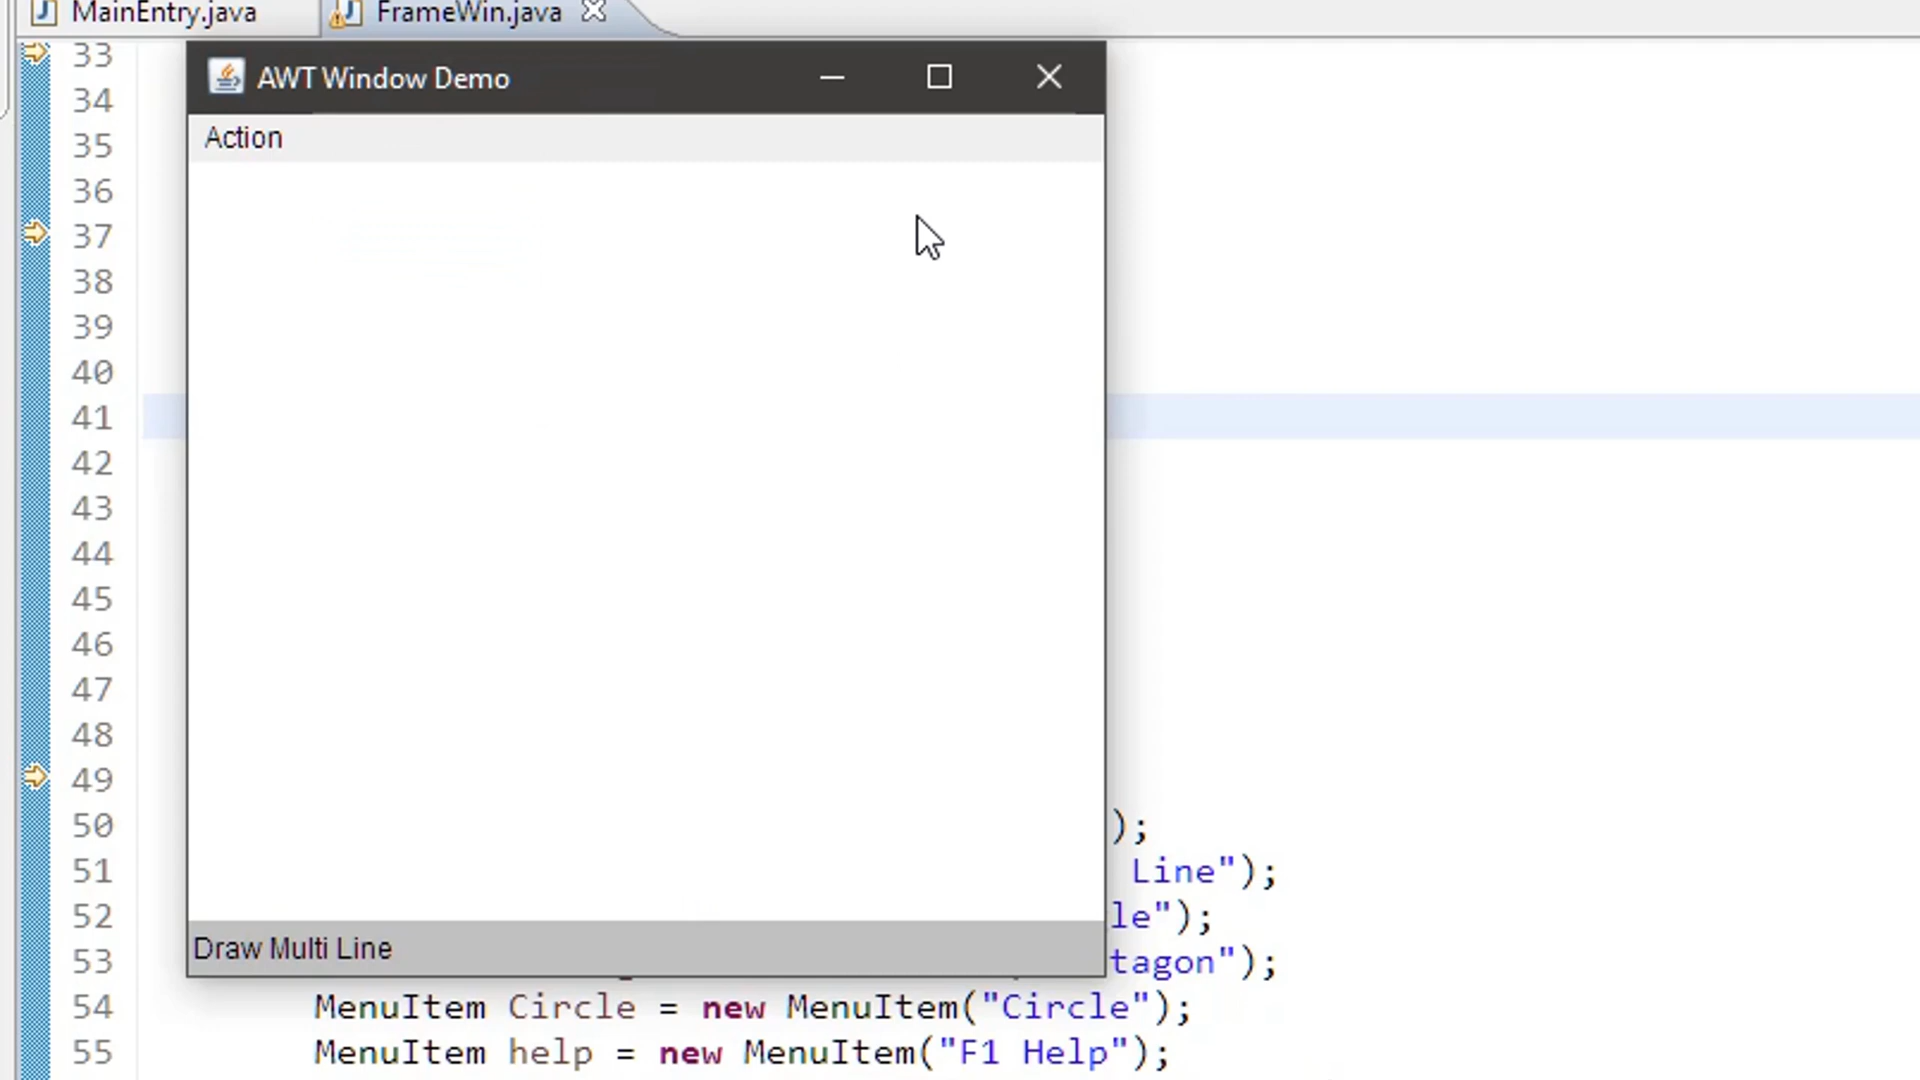 MainEntry.java
FrameWin.java
AWT Window Demo
Action
33
34
35
36
37
38
39
40
41
42
43
44
45
46
47
48
49
50 );
51 Line");
52 le");
53 tagon");
Draw Multi Line
54 MenuItem Circle = new MenuItem("Circle");
55 MenuItem help = new MenuItem("F1 Help");